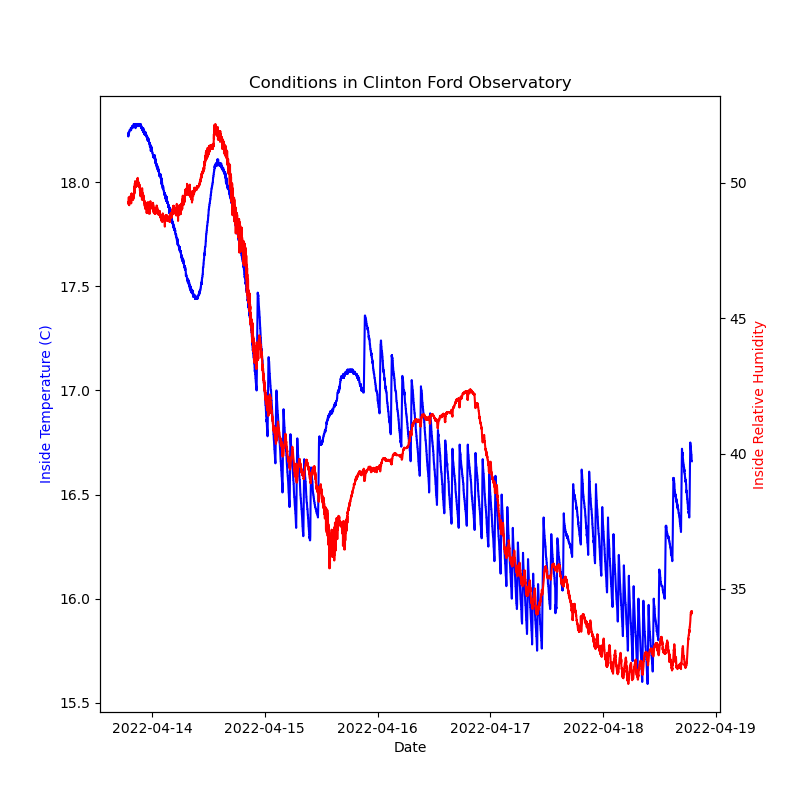 Conditions in Clinton Ford Observatory
18.0
17.5
17.0
16.5
16.0
15.5
Inside Temperature (C)
50
45
40
35
Inside Relative Humidity
2022-04-14 2022-04-15 2022-04-16 2022-04-17 2022-04-18 2022-04-19
Date